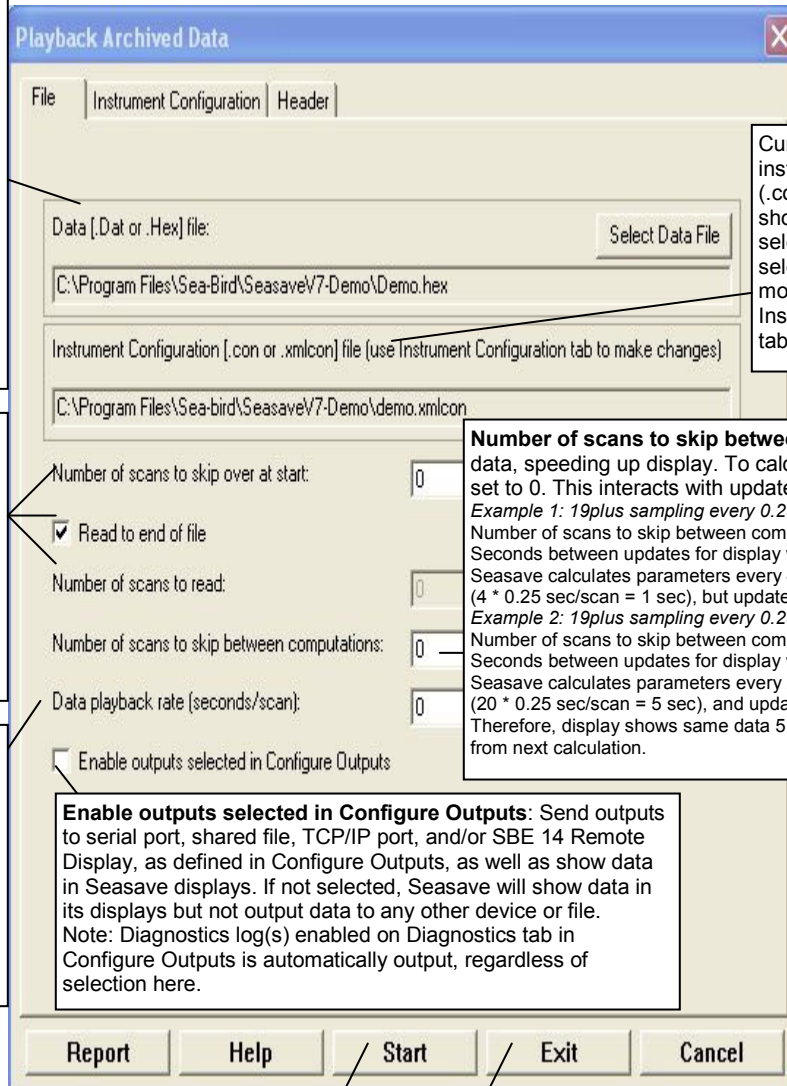 Playback Archived Data
File
Instrument Configuration
Header
Data [.Dat or .Hex] file:
Select Data File
C:\Program Files\Sea-Bird\SeasaveV7-Demo\Demo.hex
Instrument Configuration [.con or .xmlcon] file (use Instrument Configuration tab to make changes)
C:\Program Files\Sea-bird\SeasaveV7-Demo\demo.xmlcon
(.co
sho
sele
sele
mo
Ins
tab
Number of scans to skip over at start:
0
Read to end of file
Number of scans to read:
0
Number of scans to skip between computations:
0
Data playback rate (seconds/scan):
0
Enable outputs selected in Configure Outputs
Number of scans to skip betwee
data, speeding up display. To calc
set to 0. This interacts with update
Example 1: 19plus sampling every 0.2
Number of scans to skip between com
Seconds between updates for display
Seasave calculates parameters every
(4 * 0.25 sec/scan = 1 sec), but update
Example 2: 19plus sampling every 0.2
Number of scans to skip between com
Seconds between updates for display
Seasave calculates parameters every
(20 * 0.25 sec/scan = 5 sec), and upda
Therefore, display shows same data 5
from next calculation.
Enable outputs selected in Configure Outputs: Send outputs
to serial port, shared file, TCP/IP port, and/or SBE 14 Remote
Display, as defined in Configure Outputs, as well as show data
in Seasave displays. If not selected, Seasave will show data in
its displays but not output data to any other device or file.
Note: Diagnostics log(s) enabled on Diagnostics tab in
Configure Outputs is automatically output, regardless of
selection here.
Report
Help
Start
Exit
Cancel